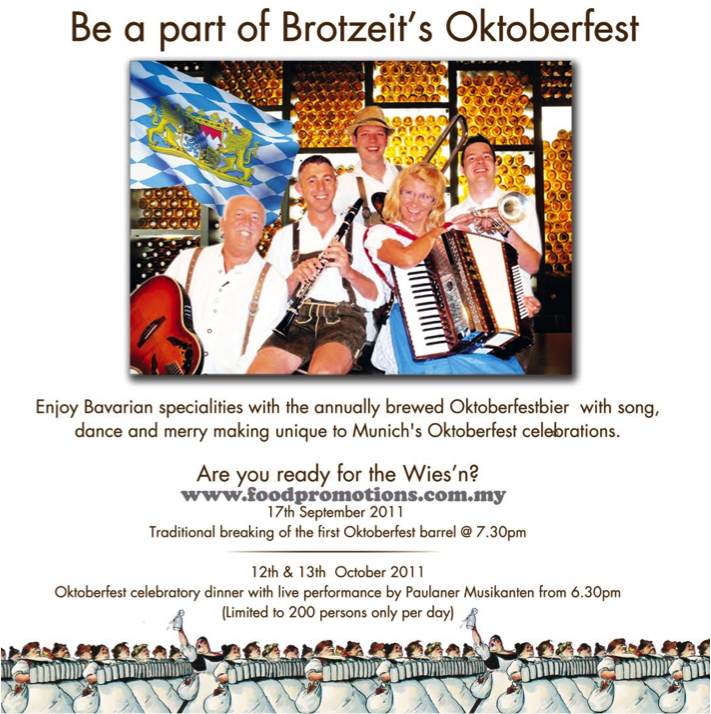 Be a part of Brotzeit's Oktoberfest
Enjoy Bavarian specialities with the annually brewed Oktoberfestbier with song,
dance and merry making unique to Munich's Oktoberfest celebrations.
Are you ready for the Wies'n?
www.foodpromotions.com.my
17th September 2011
Traditional breaking of the first Oktoberfest barrel @ 7.30pm
12th & 13th October 2011
Oktoberfest celebratory dinner with live performance by Paulaner Musikanten from 6.30pm
(Limited to 200 persons only per day)